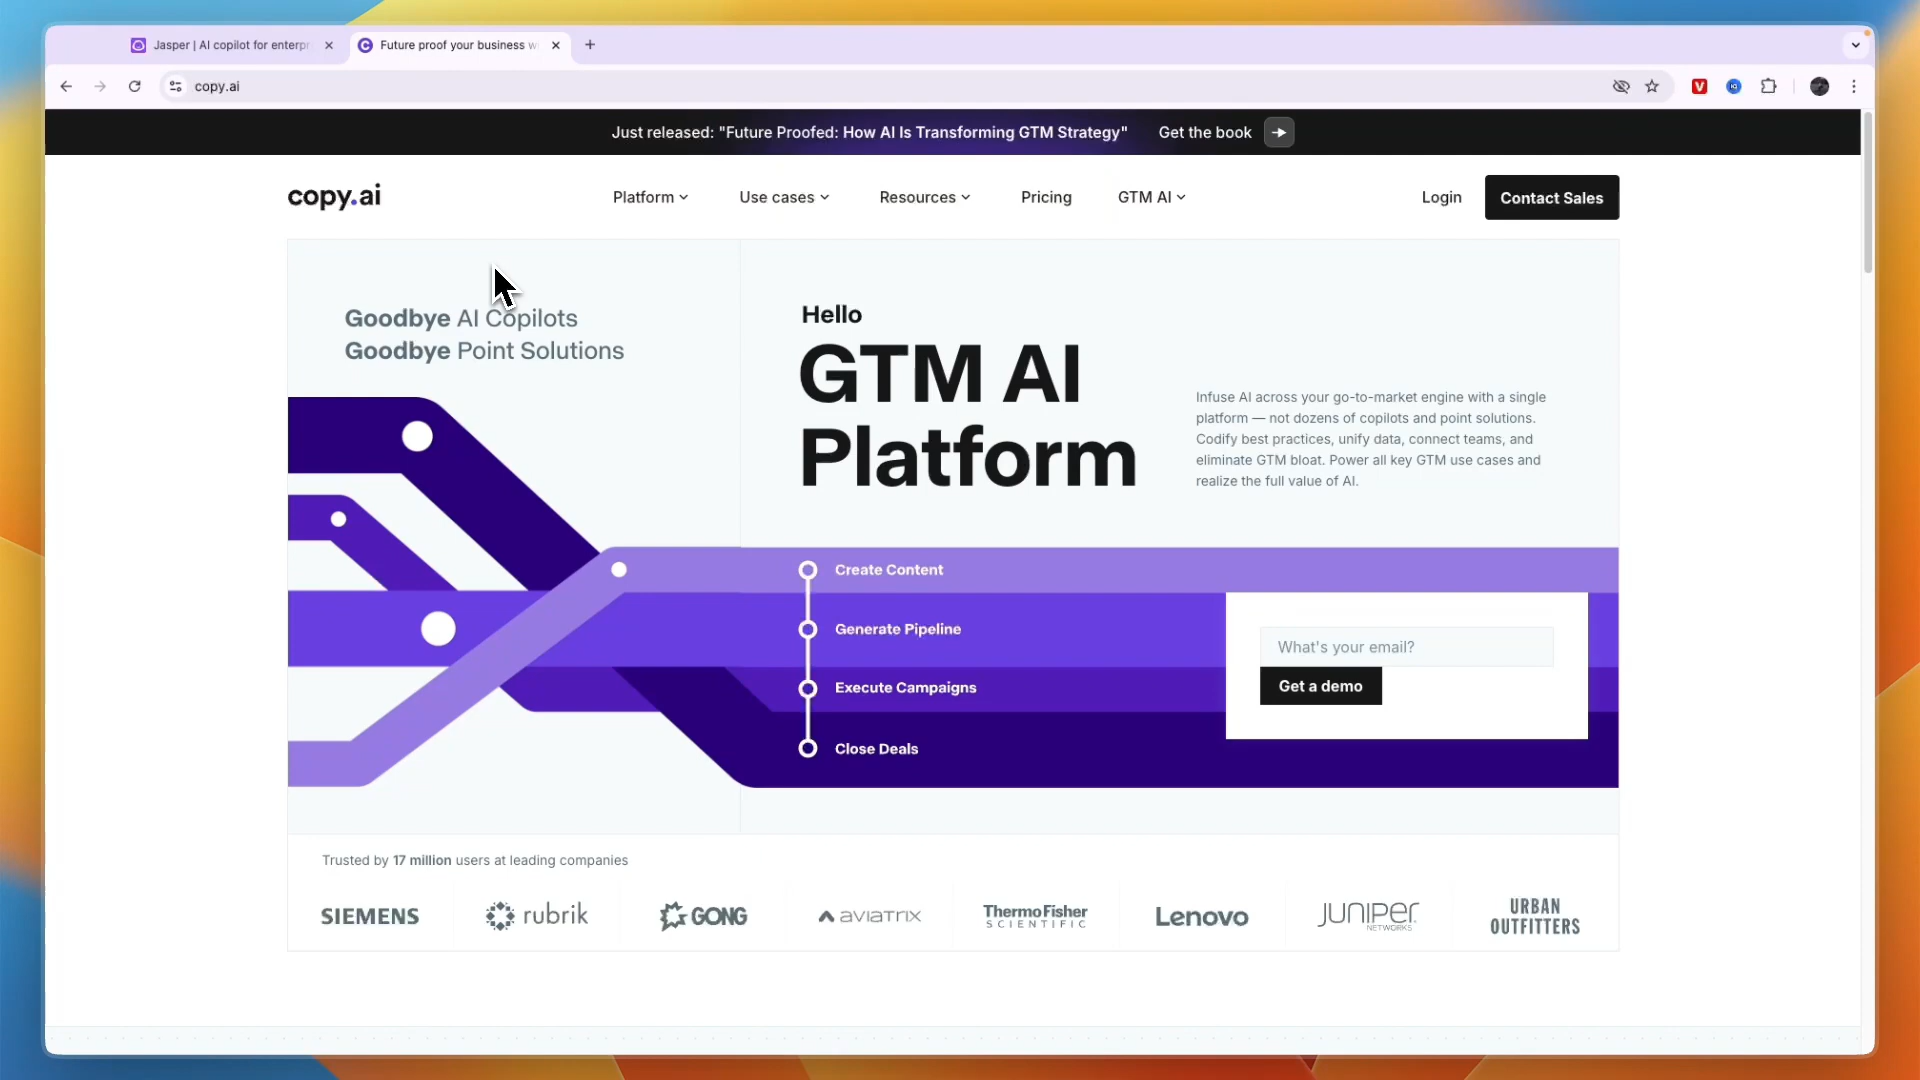 Jasper | AI copilot for enterpr
Future proof your business w
copy.ai
Just released: "Future Proofed: How AI Is Transforming GTM Strategy" Get the book
copy.ai
Platform
Use cases
Resources
Pricing
GTM AI
Login
Contact Sales
Goodbye AI Copilots
Goodbye Point Solutions
Hello
GTM AI
Platform
Infuse AI across your go-to-market engine with a single
platform — not dozens of copilots and point solutions.
Codify best practices, unify data, connect teams, and
eliminate GTM bloat. Power all key GTM use cases and
realize the full value of AI.
Create Content
Generate Pipeline
Execute Campaigns
Close Deals
What's your email?
Get a demo
Trusted by 17 million users at leading companies
SIEMENS
rubrik
GONG
AVIATRIX
ThermoFisher
SCIENTIFIC
Lenovo
JUNIPER
NETWORKS
URBAN
OUTFITTERS